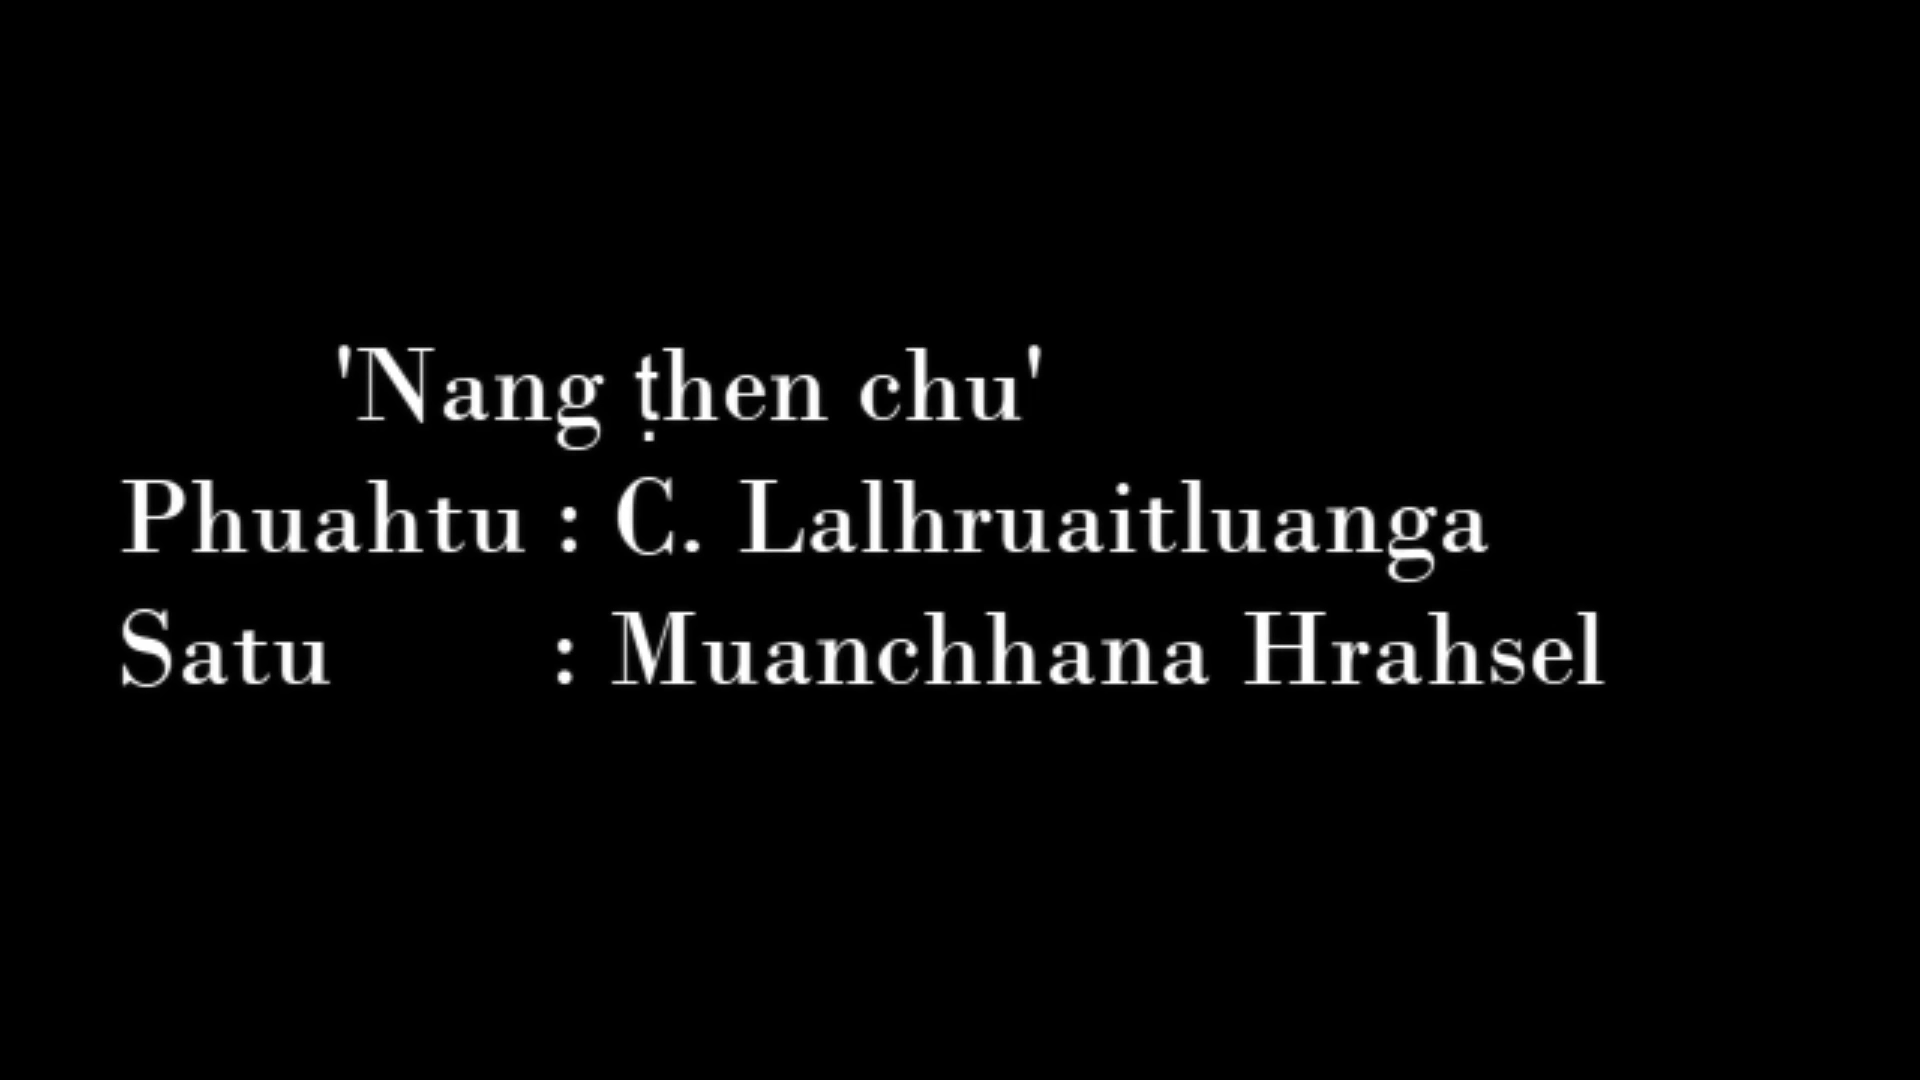 'Nang ṭhen chu'
Phuahtu : C. Lalhruaitluanga
Satu : Muanchhana Hrahsel